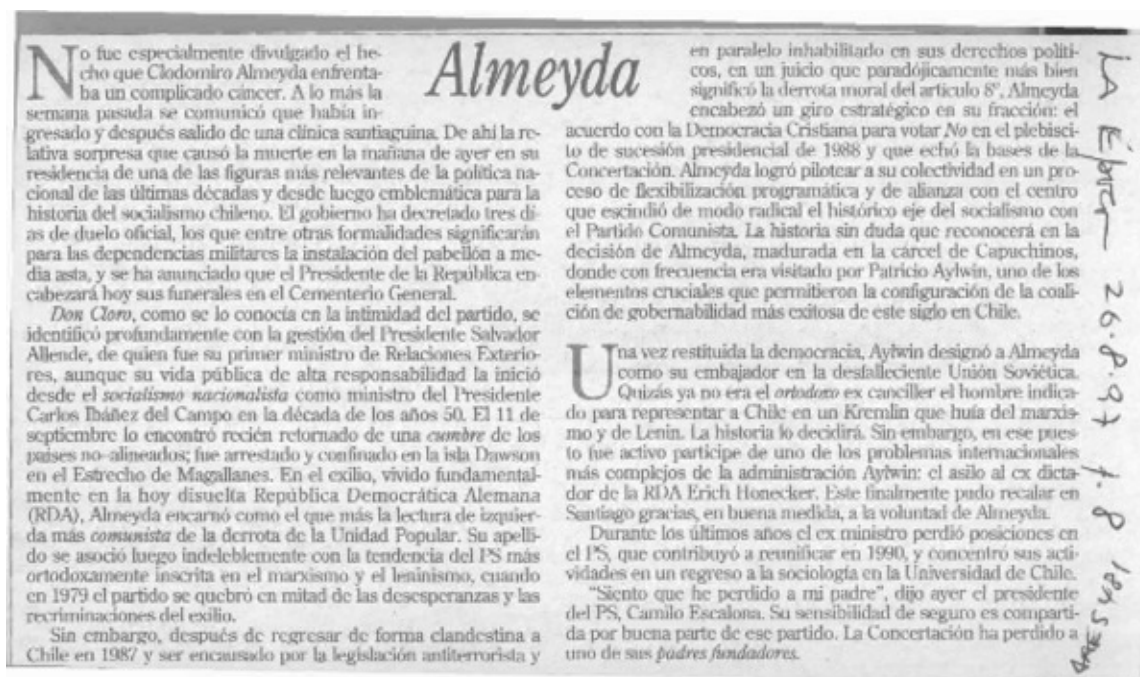 Almeyda
No fue especialmente divulgado el he-
cho que Clodomiro Almeyda enfrenta-
ba un complicado cáncer. A lo más la
semana pasada se comunicó que había in-
gresado y después salido de una clínica santiaguina. De ahí la re-
lativa sorpresa que causó la muerte en la mañana de ayer en su
residencia de una de las figuras más relevantes de la política na-
cional de las últimas décadas y desde luego emblemática para la
historia del socialismo chileno. El gobierno ha decretado tres dí-
as de duelo oficial, los que entre otras formalidades significarán
para las dependencias militares la instalación del pabellón a me-
dia asta, y se ha anunciado que el Presidente de la República en-
cabezará hoy sus funerales en el Cementerio General.
Don Cloro, como se lo conocía en la intimidad del partido, se
identificó profundamente con la gestión del Presidente Salvador
Allende, de quien fue su primer ministro de Relaciones Exterio-
res, aunque su vida pública de alta responsabilidad la inició
desde el socialismo nacionalista como ministro del Presidente
Carlos Ibáñez del Campo en la década de los años 50. El 11 de
septiembre lo encontró recién retornado de una cumbre de los
países no-alineados; fue arrestado y confinado en la isla Dawson
en el Estrecho de Magallanes. En el exilio, vivido fundamental-
mente en la hoy disuelta República Democrática Alemana
(RDA), Almeyda encarnó como el que más la lectura de izquier-
da más comunista de la derrota de la Unidad Popular. Su apelli-
do se asoció luego indeleblemente con la tendencia del PS más
ortodoxamente inscrita en el marxismo y el leninismo, cuando
en 1979 el partido se quebró en mitad de las desesperanzas y las
recriminaciones del exilio.
Sin embargo, después de regresar de forma clandestina a
Chile en 1987 y ser encausado por la legislación antiterrorista y
en paralelo inhabilitado en sus derechos políti-
cos, en un juicio que paradójicamente más bien
significó la derrota moral del artículo 8º, Almeyda
encabezó un giro estratégico en su fracción: el
acuerdo con la Democracia Cristiana para votar No en el plebisci-
to de sucesión presidencial de 1988 y que echó la bases de la
Concertación. Almeyda logró pilotear a su colectividad en un pro-
ceso de flexibilización programática y de alianza con el centro
que escindió de modo radical el histórico eje del socialismo con
el Partido Comunista. La historia sin duda que reconocerá en la
decisión de Almeyda, madurada en la cárcel de Capuchinos,
donde con frecuencia era visitado por Patricio Aylwin, uno de los
elementos cruciales que permitieron la configuración de la coali-
ción de gobernabilidad más exitosa de este siglo en Chile.
Una vez restituida la democracia, Aylwin designó a Almeyda
como su embajador en la desfalleciente Unión Soviética.
Quizás ya no era el ortodoxo ex canciller el hombre indica-
do para representar a Chile en un Kremlin que huía del marxis-
mo y de Lenin. La historia lo decidirá. Sin embargo, en ese pues-
to fue activo partícipe de uno de los problemas internacionales
más complejos de la administración Aylwin: el asilo al ex dicta-
dor de la RDA Erich Honecker. Este finalmente pudo recalar en
Santiago gracias, en buena medida, a la voluntad de Almeyda.
Durante los últimos años el ex ministro perdió posiciones en
el PS, que contribuyó a reunificar en 1990, y concentró sus acti-
vidades en un regreso a la sociología en la Universidad de Chile.
"Siento que he perdido a mi padre", dijo ayer el presidente
del PS, Camilo Escalona. Su sensibilidad de seguro es comparti-
da por buena parte de ese partido. La Concertación ha perdido a
uno de sus padres fundadores.
LA Época 26.8.97 p. 8